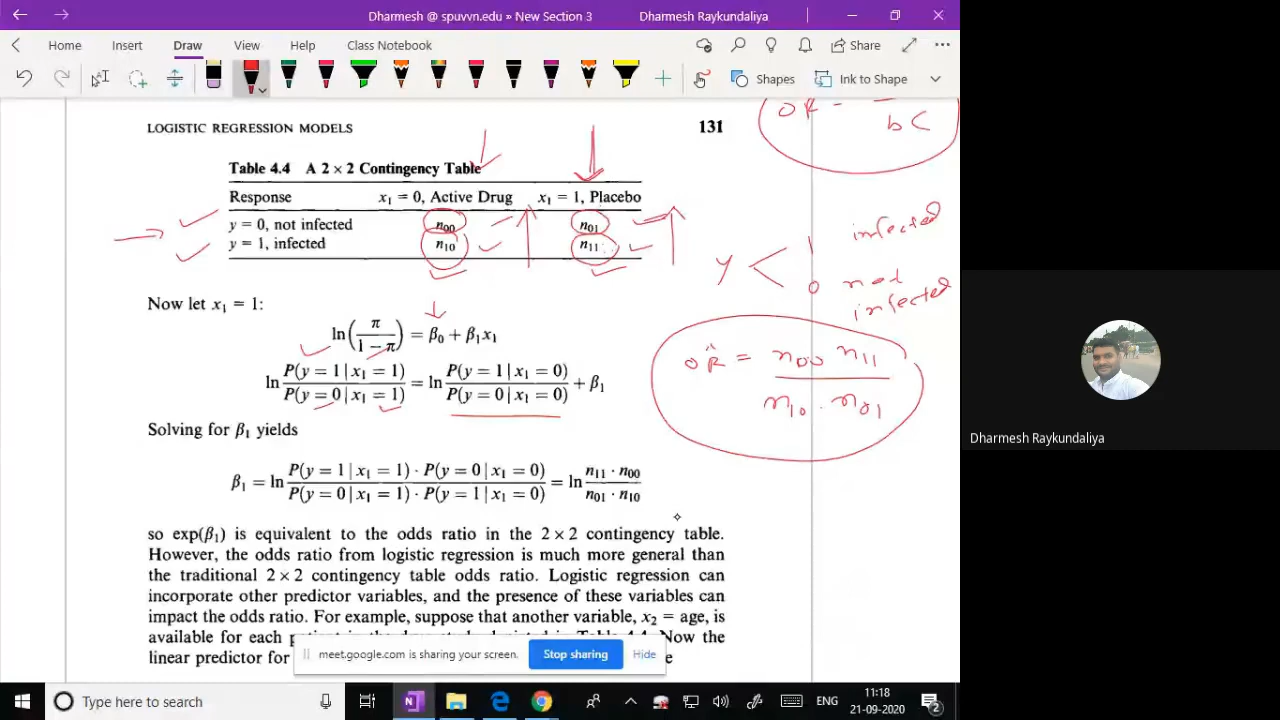 Dharmesh @ spuvvn.edu » New Section 3
Dharmesh Raykundaliya
Home Insert Draw View Help Class Notebook
Share
Shapes
Ink to Shape
OR =
bc
LOGISTIC REGRESSION MODELS 131
Table 4.4 A 2 × 2 Contingency Table
Response x₁ = 0, Active Drug x₁ = 1, Placebo
y = 0, not infected n₀₀ n₀₁
y = 1, infected n₁₀ n₁₁
y < 1 infected
0 not infected
Now let x₁ = 1:
ln(π / 1 − π) = β₀ + β₁x₁
ln P(y = 1 | x₁ = 1) / P(y = 0 | x₁ = 1) = ln P(y = 1 | x₁ = 0) / P(y = 0 | x₁ = 0) + β₁
OR = n₀₀ n₁₁ / n₁₀ . n₀₁
Solving for β₁ yields
β₁ = ln P(y = 1 | x₁ = 1) · P(y = 0 | x₁ = 0) / P(y = 0 | x₁ = 1) · P(y = 1 | x₁ = 0) = ln n₁₁ · n₀₀ / n₀₁ · n₁₀
so exp(β₁) is equivalent to the odds ratio in the 2 × 2 contingency table.
However, the odds ratio from logistic regression is much more general than
the traditional 2 × 2 contingency table odds ratio. Logistic regression can
incorporate other predictor variables, and the presence of these variables can
impact the odds ratio. For example, suppose that another variable, x₂ = age, is
available for each Table 4.4. Now the
linear predictor for
meet.google.com is sharing your screen. Stop sharing Hide
Dharmesh Raykundaliya
Type here to search
ENG
11:18
21-09-2020
2